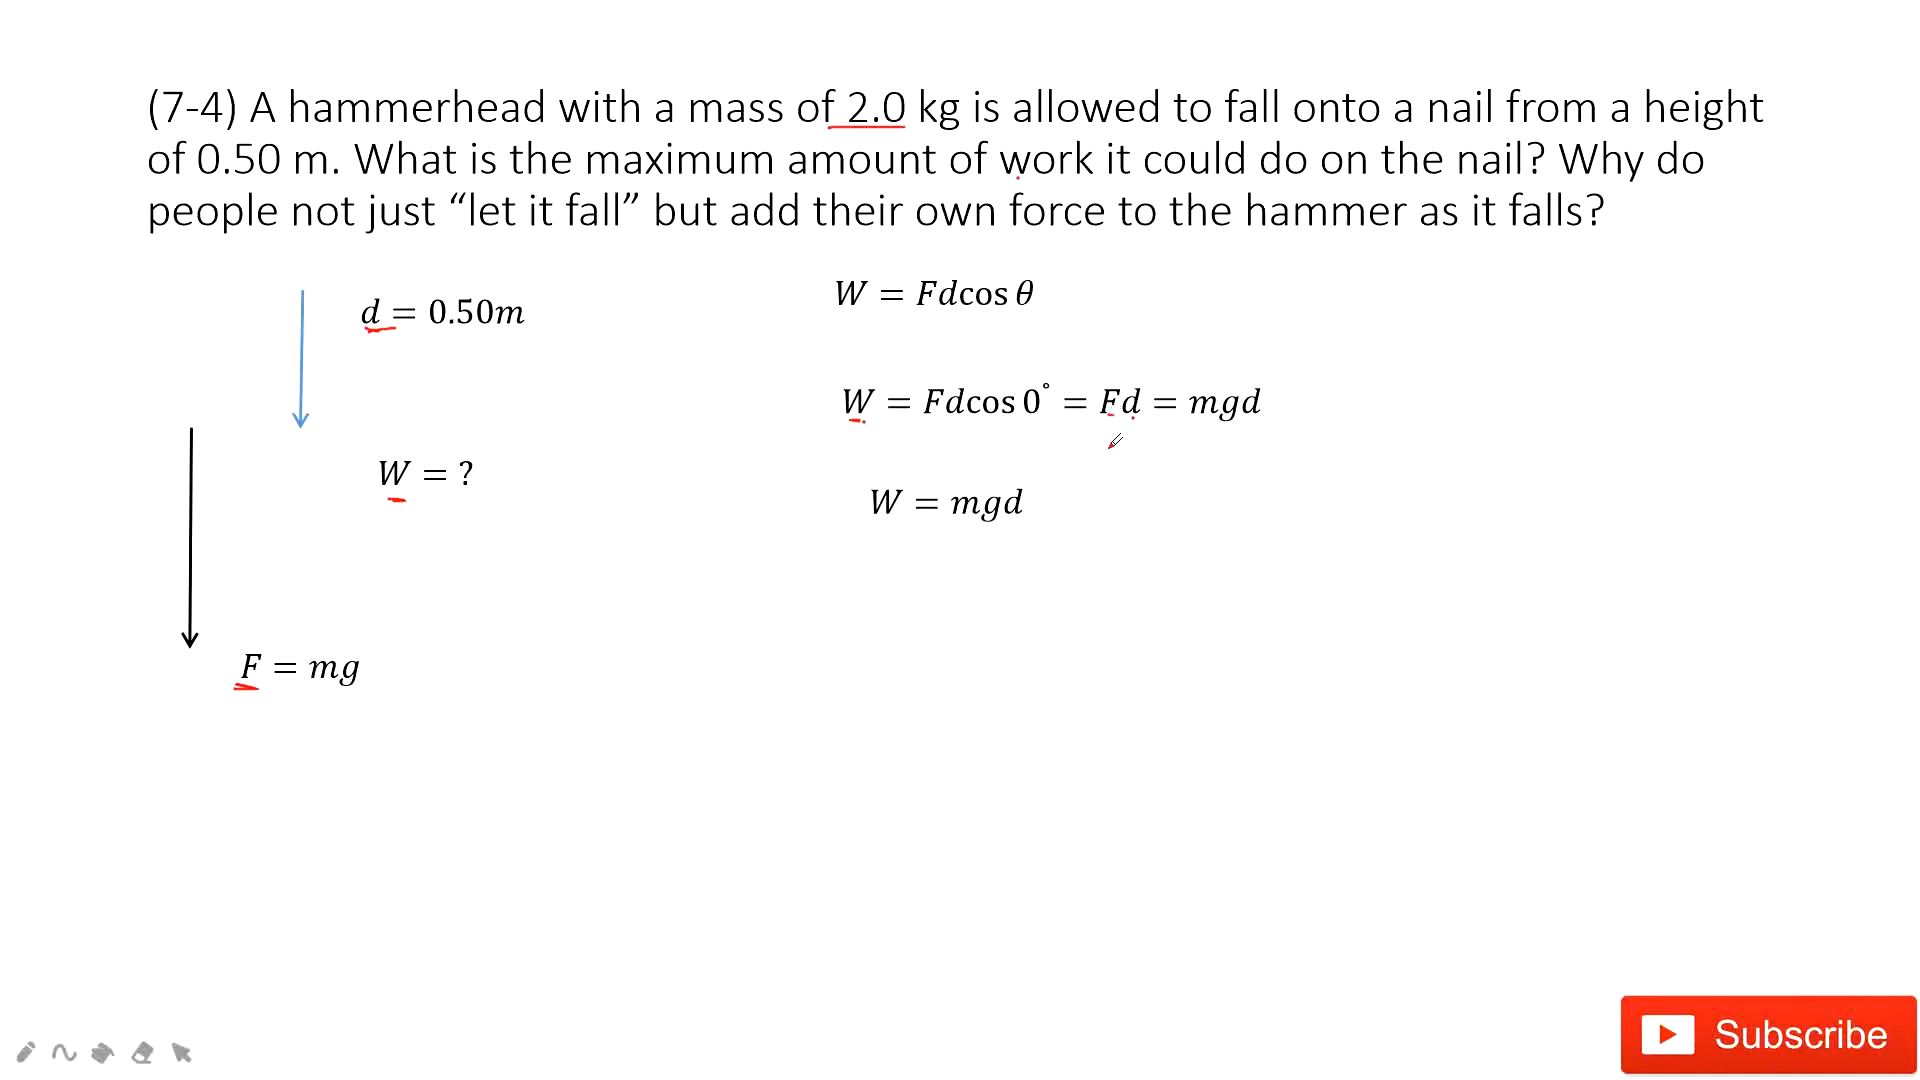 (7-4) A hammerhead with a mass of 2.0 kg is allowed to fall onto a nail from a height
of 0.50 m. What is the maximum amount of work it could do on the nail? Why do
people not just “let it fall” but add their own force to the hammer as it falls?
d = 0.50m
W = Fdcos θ
W = Fdcos 0° = Fd = mgd
W = ?
W = mgd
F = mg
Subscribe